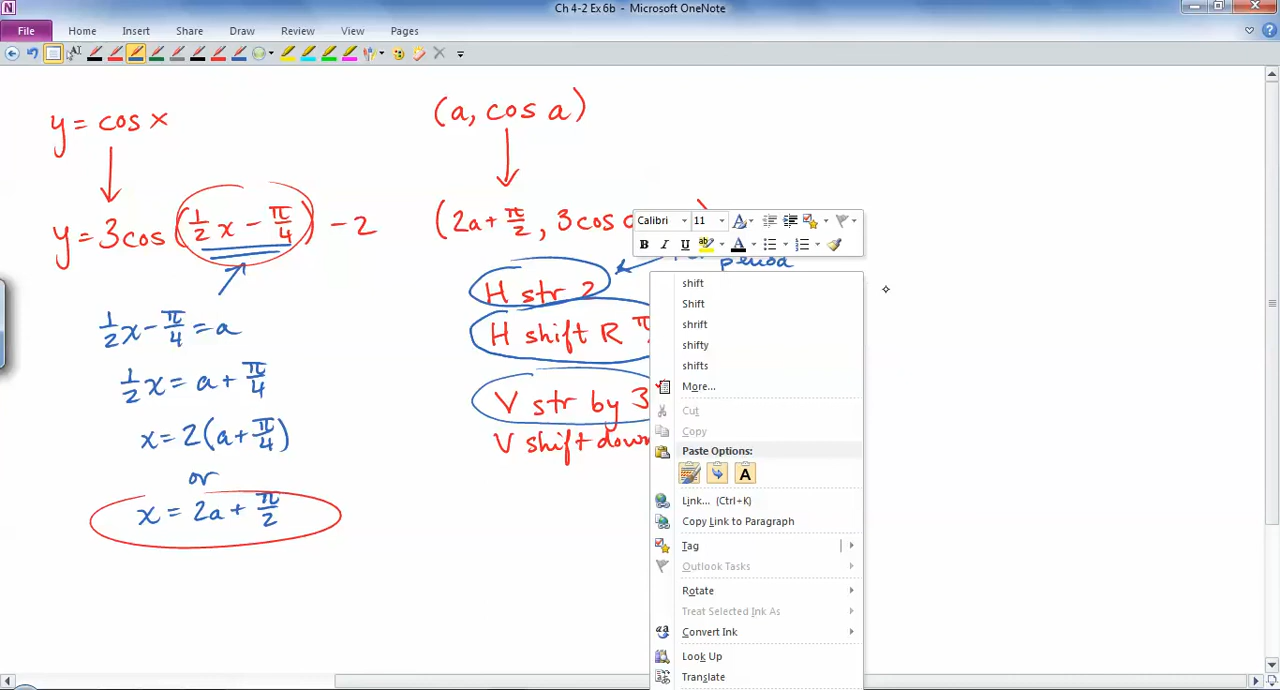 Ch 4-2 Ex 6b - Microsoft OneNote
File Home Insert Share Draw Review View Pages
y = cos x
y = 3cos (1/2 x − π/4) − 2
1/2 x − π/4 = a
1/2 x = a + π/4
x = 2(a + π/4)
or
x = 2a + π/2
(a, cos a)
(2a + π/2, 3cos
period
H str 2
H shift R π
V str by 3
V shift down
Calibri 11
B I U ab A
shift
Shift
shrift
shifty
shifts
More...
Cut
Copy
Paste Options:
A
Link... (Ctrl+K)
Copy Link to Paragraph
Tag
Outlook Tasks
Rotate
Treat Selected Ink As
Convert Ink
Look Up
Translate